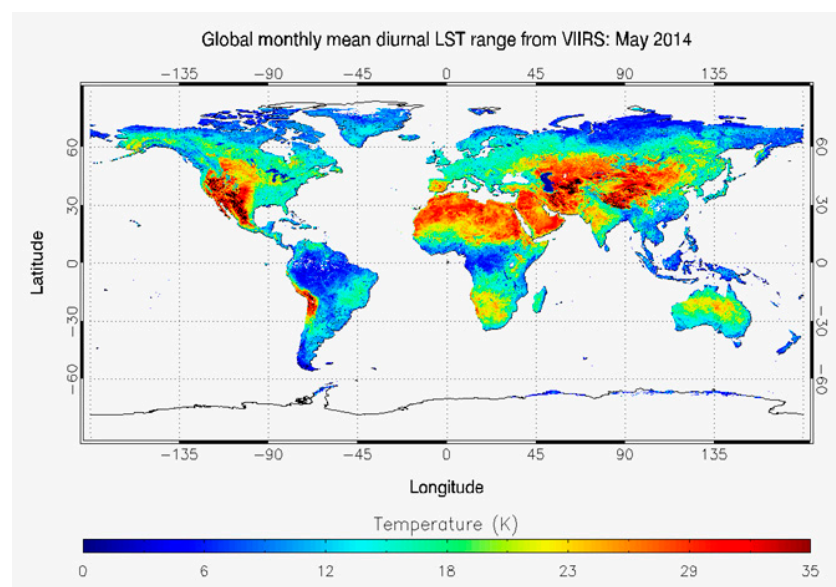 Global monthly mean diurnal LST range from VIIRS: May 2014
-135 -90 -45 0 45 90 135
60 60
30 30
0 0
-30 -30
-60 -60
Latitude
-135 -90 -45 0 45 90 135
Longitude
Temperature (K)
0 6 12 18 23 29 35